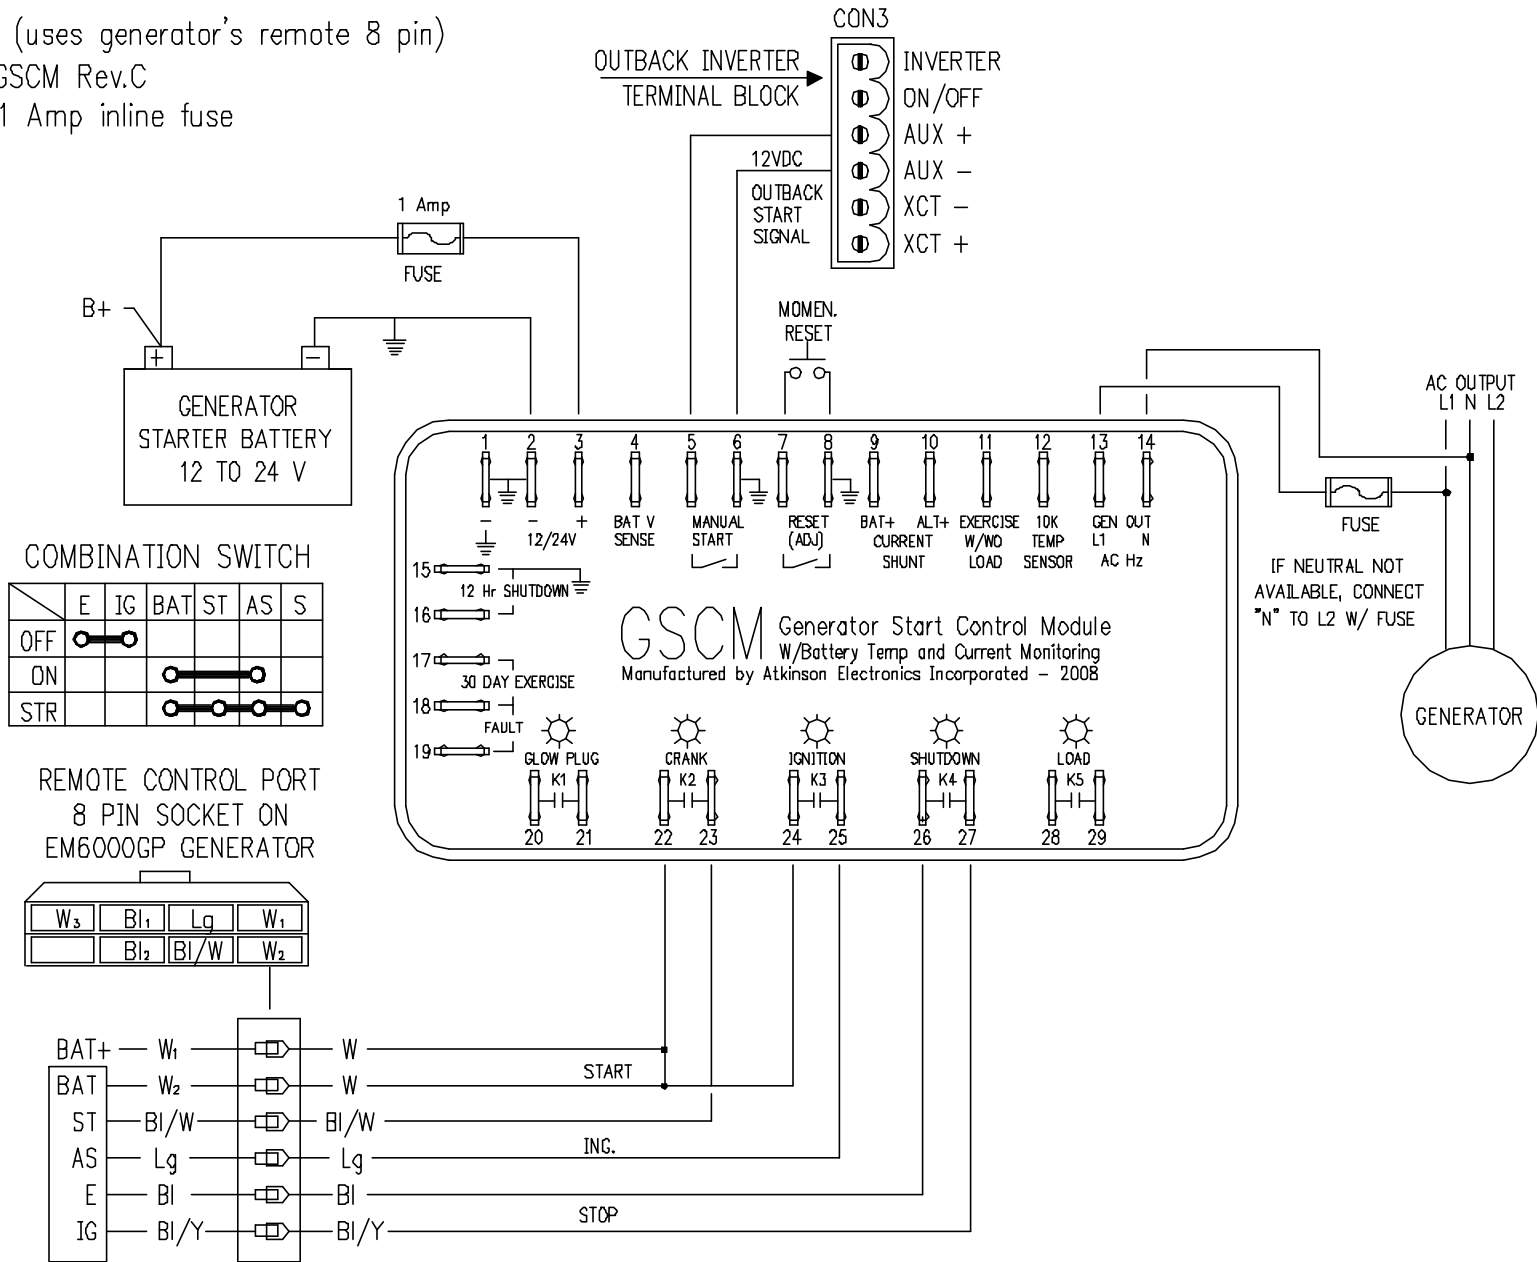 (uses generator's remote 8 pin)
GSCM Rev.C
1 Amp inline fuse
CON3
OUTBACK INVERTER
TERMINAL BLOCK
INVERTER
ON/OFF
AUX +
AUX -
XCT -
XCT +
12VDC
OUTBACK
START
SIGNAL
1 Amp
FUSE
B+
+
-
GENERATOR
STARTER BATTERY
12 TO 24 V
MOMEN.
RESET
AC OUTPUT
L1 N L2
FUSE
IF NEUTRAL NOT
AVAILABLE, CONNECT
"N" TO L2 W/ FUSE
GENERATOR
1 2 3 4 5 6 7 8 9 10 11 12 13 14
-
- +
12/24V
BAT V
SENSE
MANUAL
START
RESET
(ADJ)
BAT+ ALT+
CURRENT
SHUNT
EXERCISE
W/WO
LOAD
10K
TEMP
SENSOR
GEN OUT
L1 N
AC Hz
15
12 Hr SHUTDOWN
16
17
30 DAY EXERCISE
18
FAULT
19
GSCM
Generator Start Control Module
W/Battery Temp and Current Monitoring
Manufactured by Atkinson Electronics Incorporated - 2008
GLOW PLUG
K1
20 21
CRANK
K2
22 23
IGNITION
K3
24 25
SHUTDOWN
K4
26 27
LOAD
K5
28 29
COMBINATION SWITCH
E IG BAT ST AS S
OFF
ON
STR
REMOTE CONTROL PORT
8 PIN SOCKET ON
EM6000GP GENERATOR
W3 Bl1 Lg W1
Bl2 Bl/W W2
BAT+ W1 W
BAT W2 W START
ST Bl/W Bl/W
AS Lg Lg ING.
E Bl Bl
IG Bl/Y Bl/Y STOP